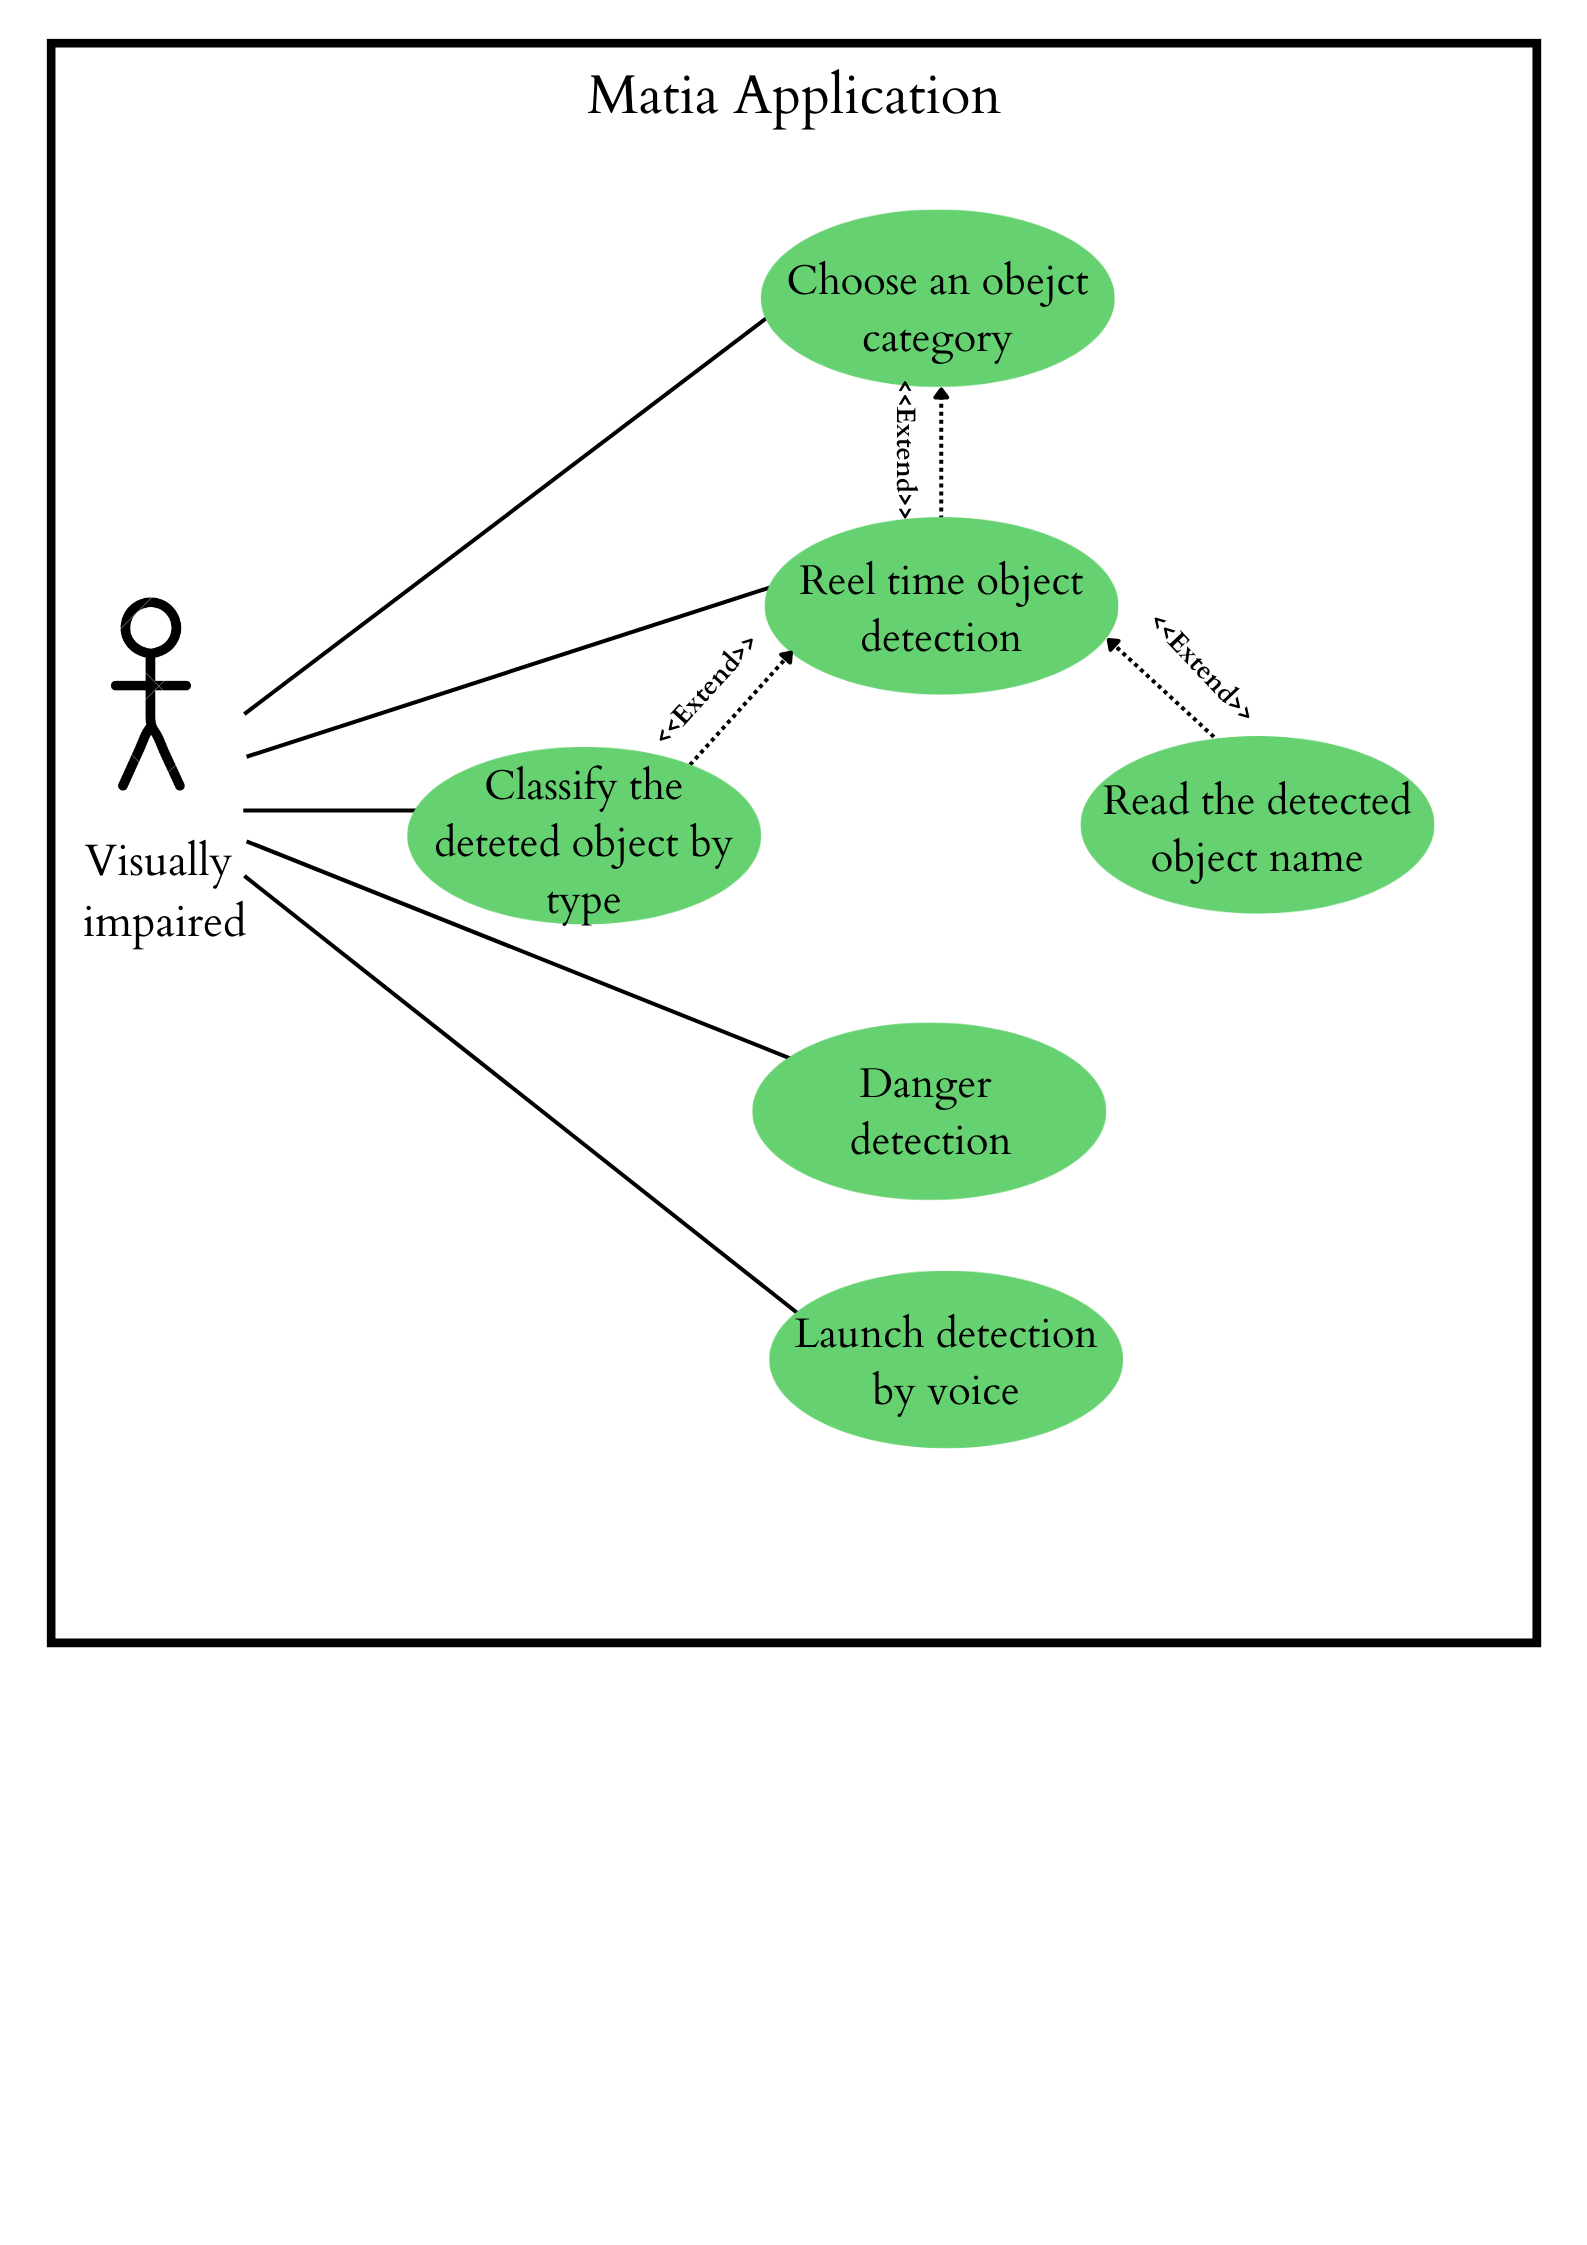 Matia Application
Choose an obejct
category
<<Extend>>
Reel time object
detection
<<Extend>>
<<Extend>>
Classify the
deteted object by
type
Read the detected
object name
Visually
impaired
Danger
detection
Launch detection
by voice